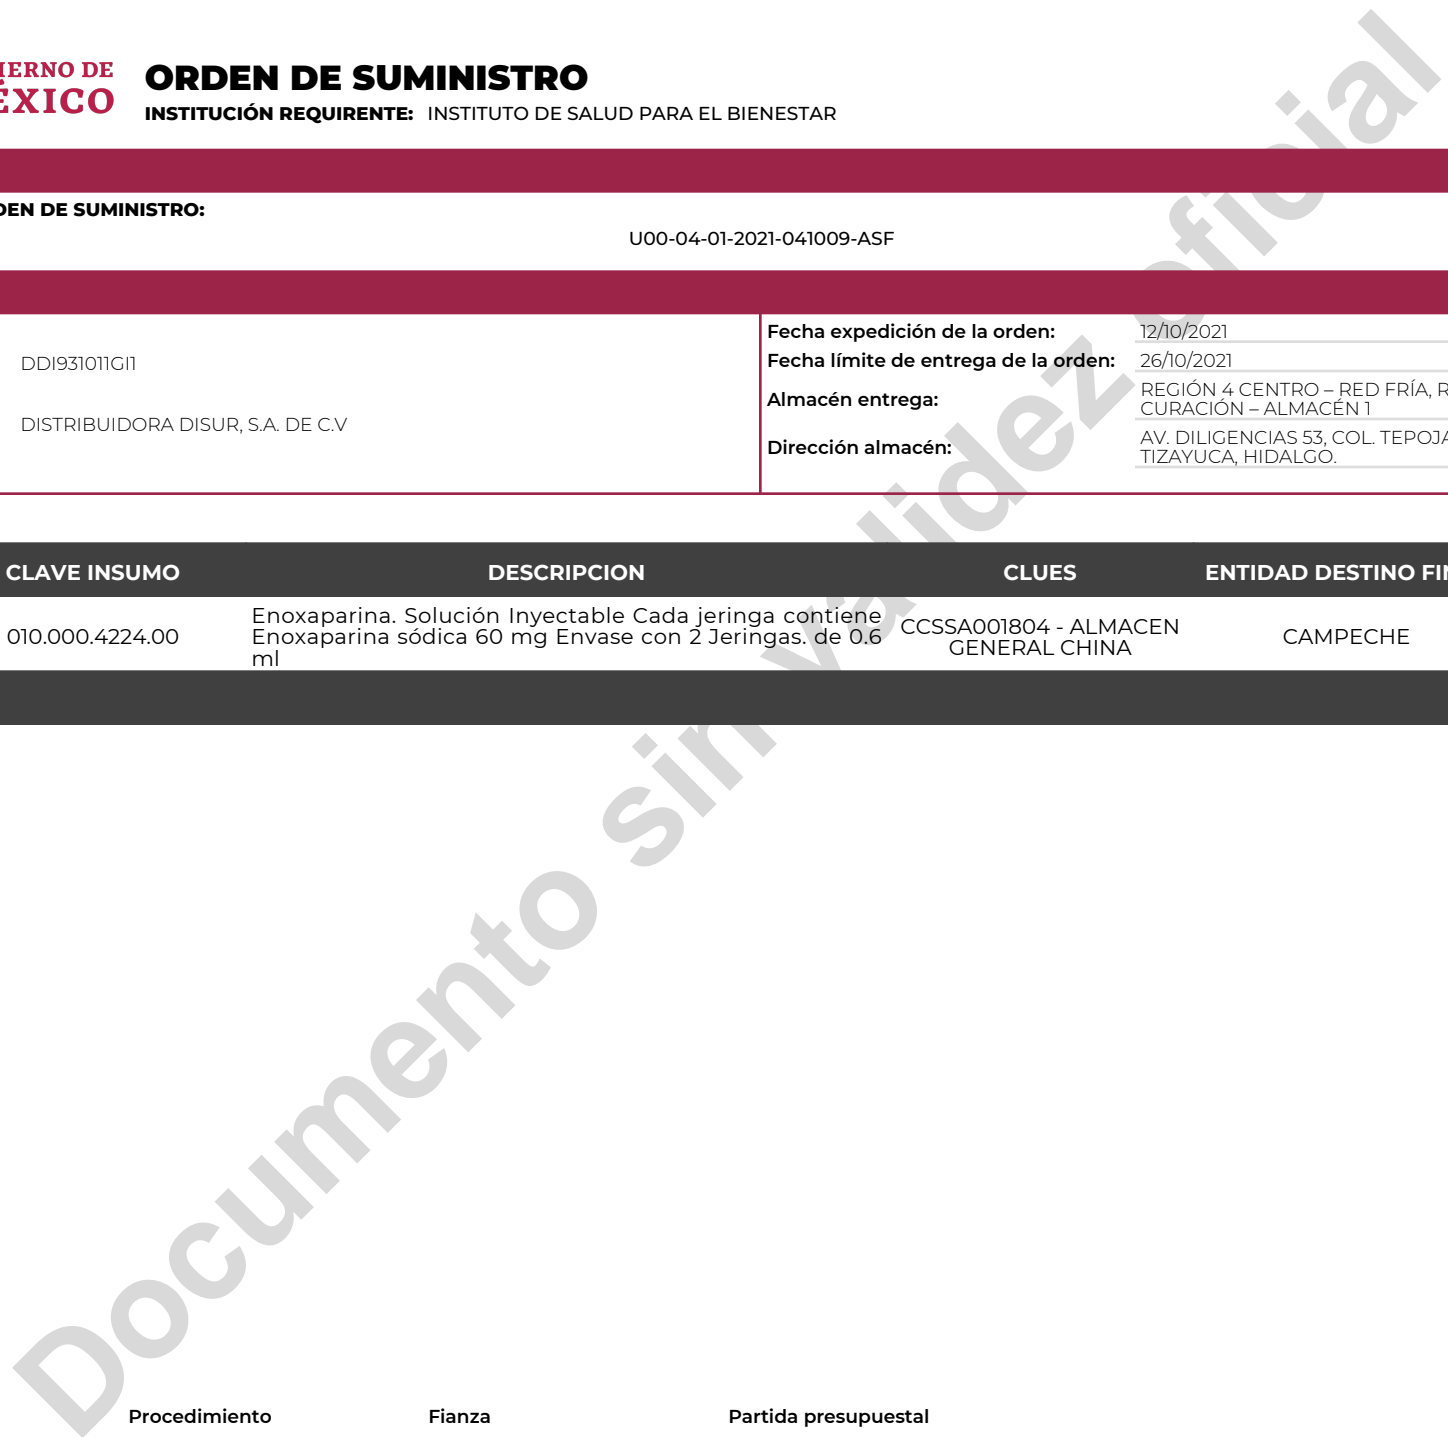 IERNO DE
ÉXICO
ORDEN DE SUMINISTRO
INSTITUCIÓN REQUIRENTE: INSTITUTO DE SALUD PARA EL BIENESTAR
DEN DE SUMINISTRO:
U00-04-01-2021-041009-ASF
DDI931011GI1
DISTRIBUIDORA DISUR, S.A. DE C.V
Fecha expedición de la orden: 12/10/2021
Fecha límite de entrega de la orden: 26/10/2021
Almacén entrega: REGIÓN 4 CENTRO – RED FRÍA, R
CURACIÓN – ALMACÉN 1
Dirección almacén: AV. DILIGENCIAS 53, COL. TEPOJA
TIZAYUCA, HIDALGO.
CLAVE INSUMO DESCRIPCION CLUES ENTIDAD DESTINO FIN
010.000.4224.00
Enoxaparina. Solución Inyectable Cada jeringa contiene
Enoxaparina sódica 60 mg Envase con 2 Jeringas. de 0.6
ml
CCSSA001804 - ALMACEN
GENERAL CHINA
CAMPECHE
Documento sin validez oficial
Procedimiento Fianza Partida presupuestal